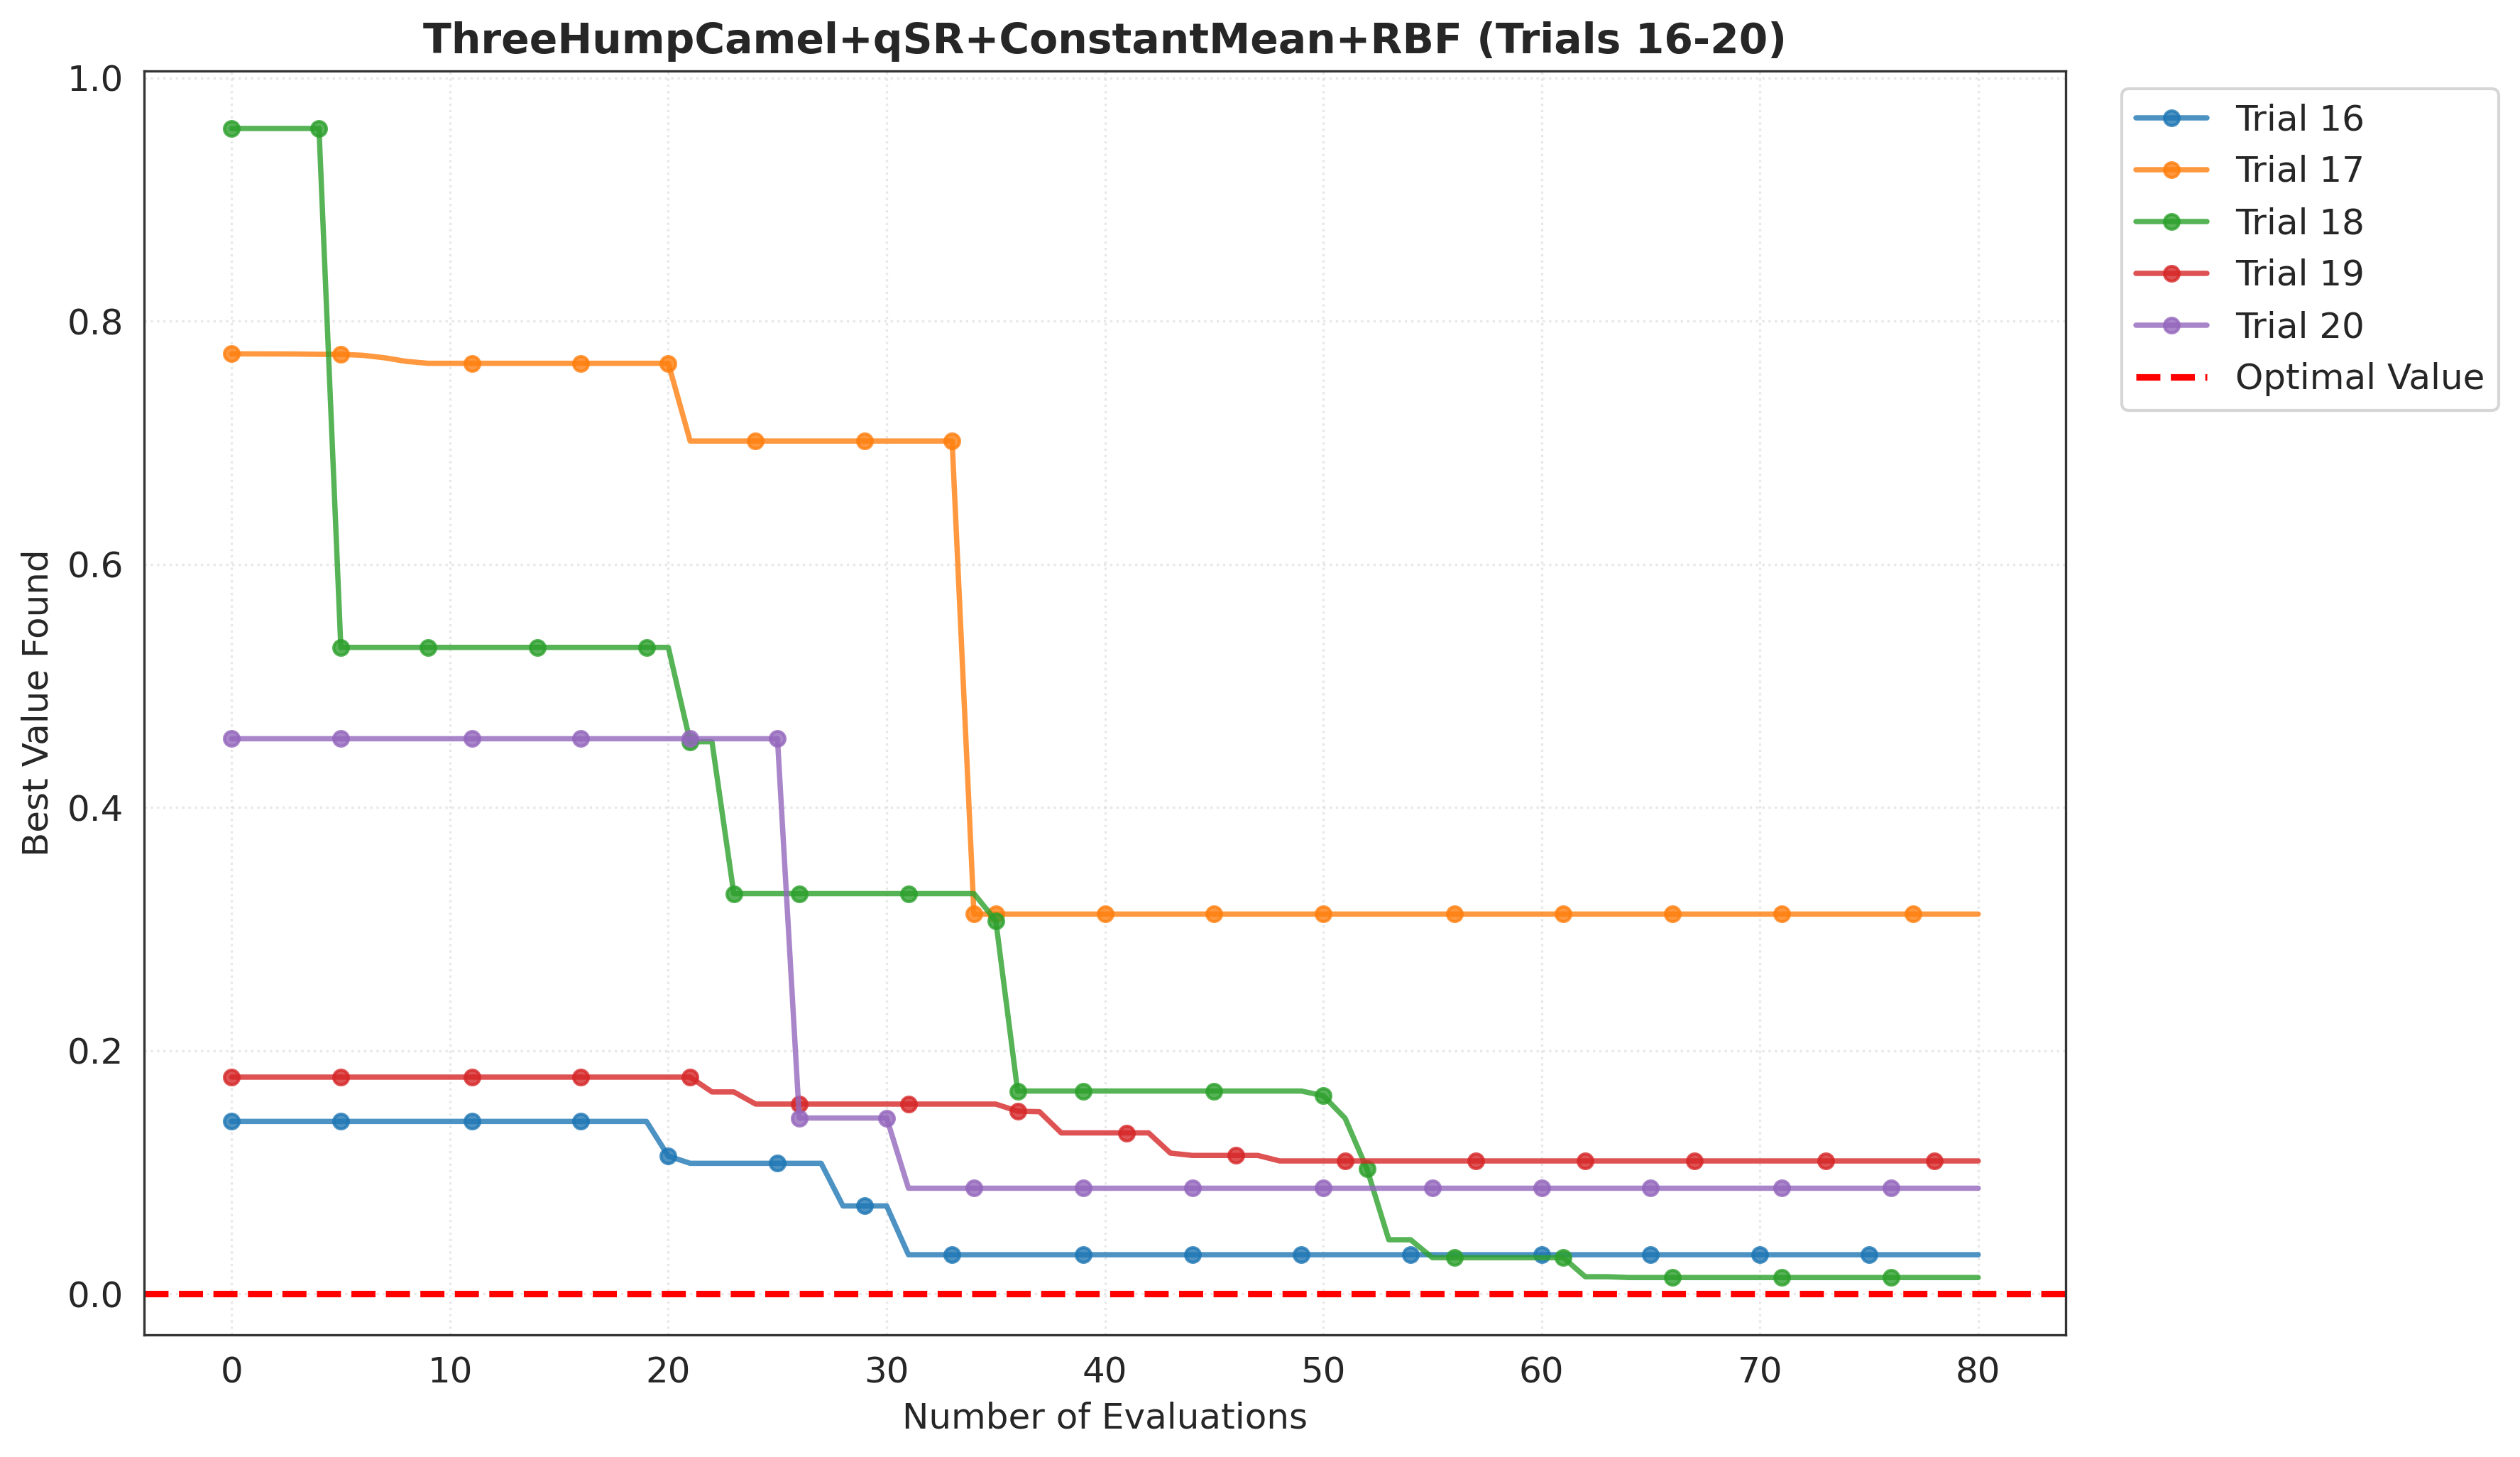 ThreeHumpCamel+qSR+ConstantMean+RBF (Trials 16-20)
1.0
0.8
0.6
0.4
0.2
0.0
Best Value Found
0 10 20 30 40 50 60 70 80
Number of Evaluations
Trial 16
Trial 17
Trial 18
Trial 19
Trial 20
Optimal Value